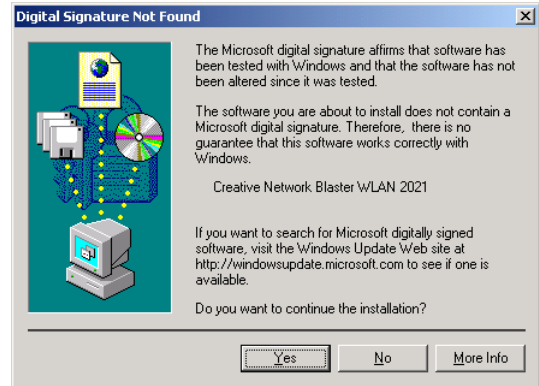 Digital Signature Not Found
The Microsoft digital signature affirms that software has
been tested with Windows and that the software has not
been altered since it was tested.
The software you are about to install does not contain a
Microsoft digital signature. Therefore, there is no
guarantee that this software works correctly with
Windows.
Creative Network Blaster WLAN 2021
If you want to search for Microsoft digitally signed
software, visit the Windows Update Web site at
http://windowsupdate.microsoft.com to see if one is
available.
Do you want to continue the installation?
Yes No More Info